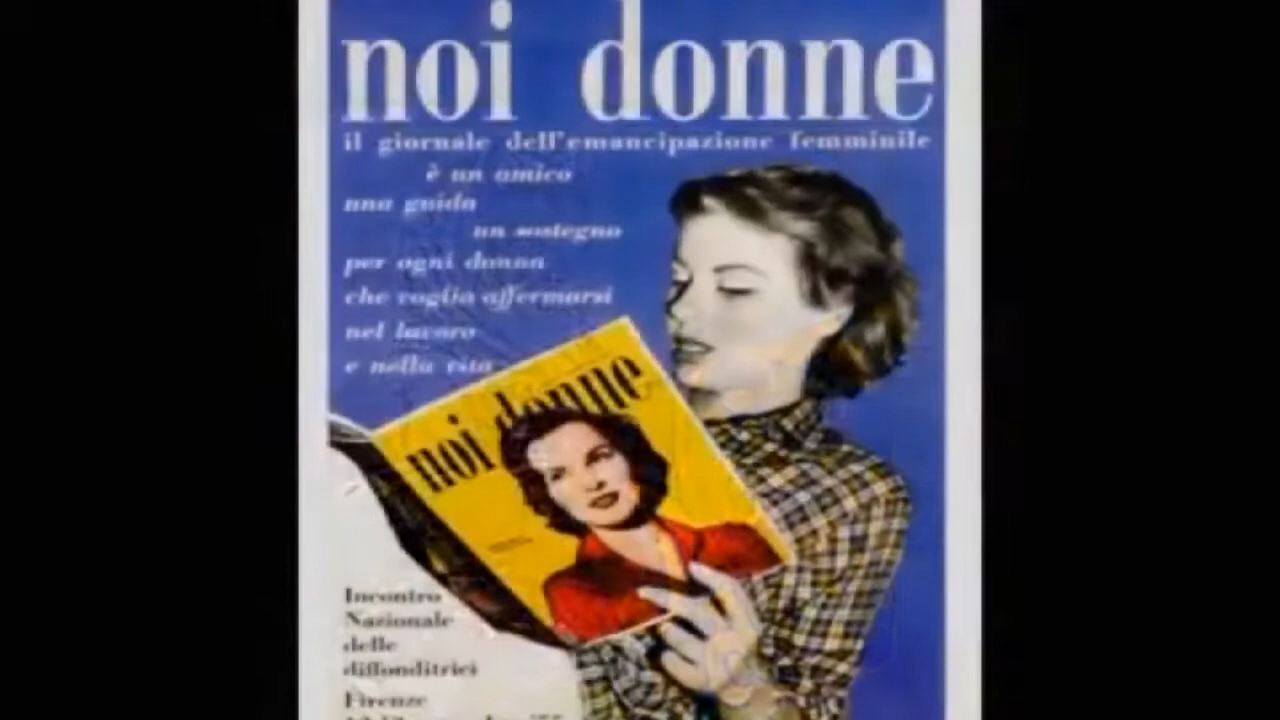 noi donne
il giornale dell'emancipazione femminile
è un amico
una guida
un sostegno
per ogni donna
che voglia affermarsi
nel lavoro
e nella vita
noi donne
Incontro
Nazionale
delle
diffonditrici
Firenze